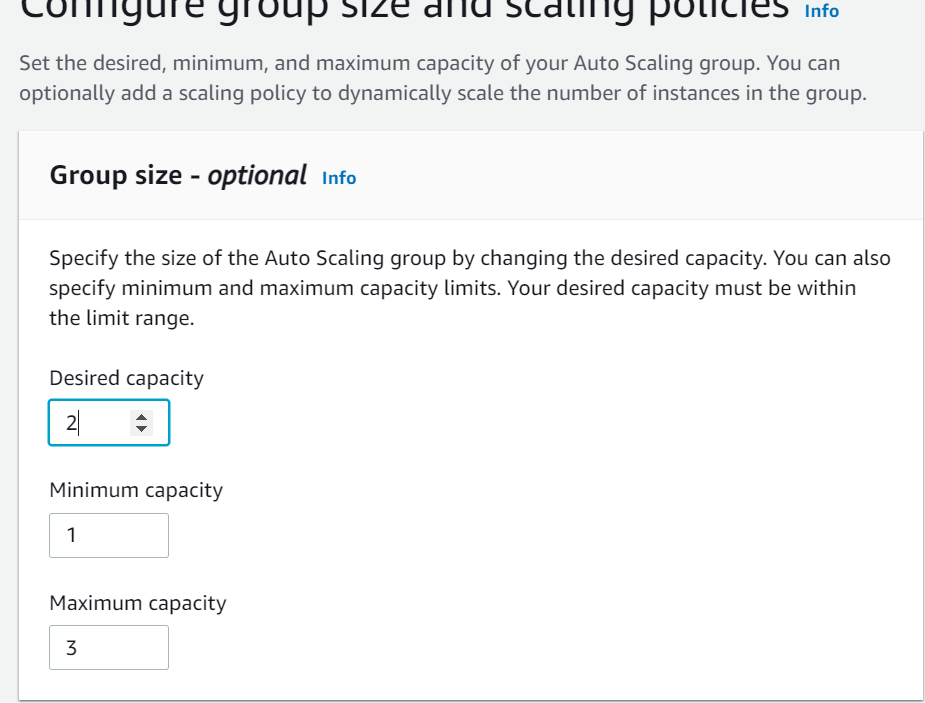 Configure group size and scaling policies Info
Set the desired, minimum, and maximum capacity of your Auto Scaling group. You can
optionally add a scaling policy to dynamically scale the number of instances in the group.
Group size - optional Info
Specify the size of the Auto Scaling group by changing the desired capacity. You can also
specify minimum and maximum capacity limits. Your desired capacity must be within
the limit range.
Desired capacity
2
Minimum capacity
1
Maximum capacity
3